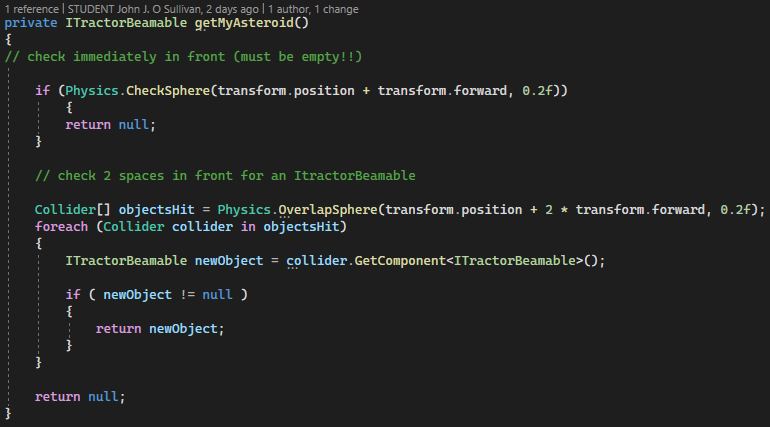 1 reference | STUDENT John J. O Sullivan, 2 days ago | 1 author, 1 change
private ITractorBeamable getMyAsteroid()
{
// check immediately in front (must be empty!!)
if (Physics.CheckSphere(transform.position + transform.forward, 0.2f))
{
return null;
}
// check 2 spaces in front for an ItractorBeamable
Collider[] objectsHit = Physics.OverlapSphere(transform.position + 2 * transform.forward, 0.2f);
foreach (Collider collider in objectsHit)
{
ITractorBeamable newObject = collider.GetComponent<ITractorBeamable>();
if ( newObject != null )
{
return newObject;
}
}
return null;
}